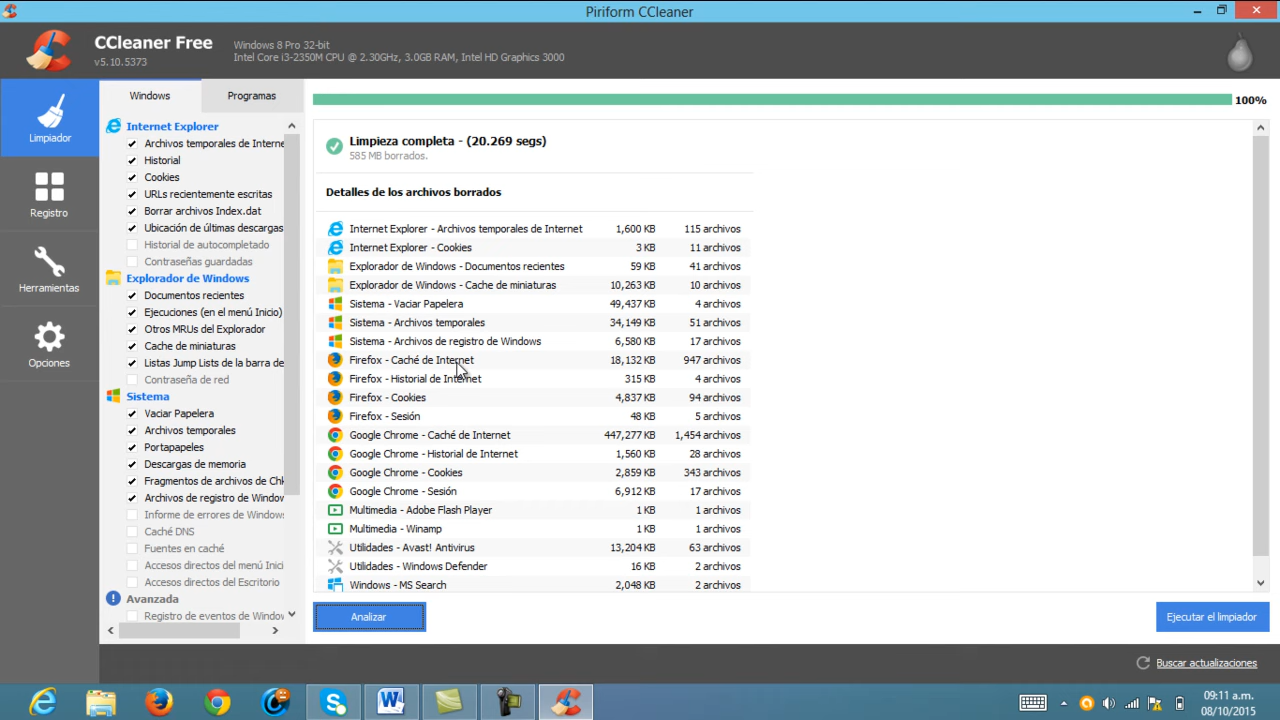 Piriform CCleaner
CCleaner Free
v5.10.5373
Windows 8 Pro 32-bit
Intel Core i3-2350M CPU @ 2.30GHz, 3.0GB RAM, Intel HD Graphics 3000
Limpiador
Registro
Herramientas
Opciones
Windows
Programas
Internet Explorer
Archivos temporales de Interne
Historial
Cookies
URLs recientemente escritas
Borrar archivos Index.dat
Ubicación de últimas descargas
Historial de autocompletado
Contraseñas guardadas
Explorador de Windows
Documentos recientes
Ejecuciones (en el menú Inicio)
Otros MRUs del Explorador
Cache de miniaturas
Listas Jump Lists de la barra de
Contraseña de red
Sistema
Vaciar Papelera
Archivos temporales
Portapapeles
Descargas de memoria
Fragmentos de archivos de Chk
Archivos de registro de Window
Informe de errores de Windows
Caché DNS
Fuentes en caché
Accesos directos del menú Inici
Accesos directos del Escritorio
Avanzada
Registro de eventos de Window
100%
Limpieza completa - (20.269 segs)
585 MB borrados.
Detalles de los archivos borrados
Internet Explorer - Archivos temporales de Internet 1,600 KB 115 archivos
Internet Explorer - Cookies 3 KB 11 archivos
Explorador de Windows - Documentos recientes 59 KB 41 archivos
Explorador de Windows - Cache de miniaturas 10,263 KB 10 archivos
Sistema - Vaciar Papelera 49,437 KB 4 archivos
Sistema - Archivos temporales 34,149 KB 51 archivos
Sistema - Archivos de registro de Windows 6,580 KB 17 archivos
Firefox - Caché de Internet 18,132 KB 947 archivos
Firefox - Historial de Internet 315 KB 4 archivos
Firefox - Cookies 4,837 KB 94 archivos
Firefox - Sesión 48 KB 5 archivos
Google Chrome - Caché de Internet 447,277 KB 1,454 archivos
Google Chrome - Historial de Internet 1,560 KB 28 archivos
Google Chrome - Cookies 2,859 KB 343 archivos
Google Chrome - Sesión 6,912 KB 17 archivos
Multimedia - Adobe Flash Player 1 KB 1 archivos
Multimedia - Winamp 1 KB 1 archivos
Utilidades - Avast! Antivirus 13,204 KB 63 archivos
Utilidades - Windows Defender 16 KB 2 archivos
Windows - MS Search 2,048 KB 2 archivos
Analizar
Ejecutar el limpiador
Buscar actualizaciones
09:11 a.m.
08/10/2015